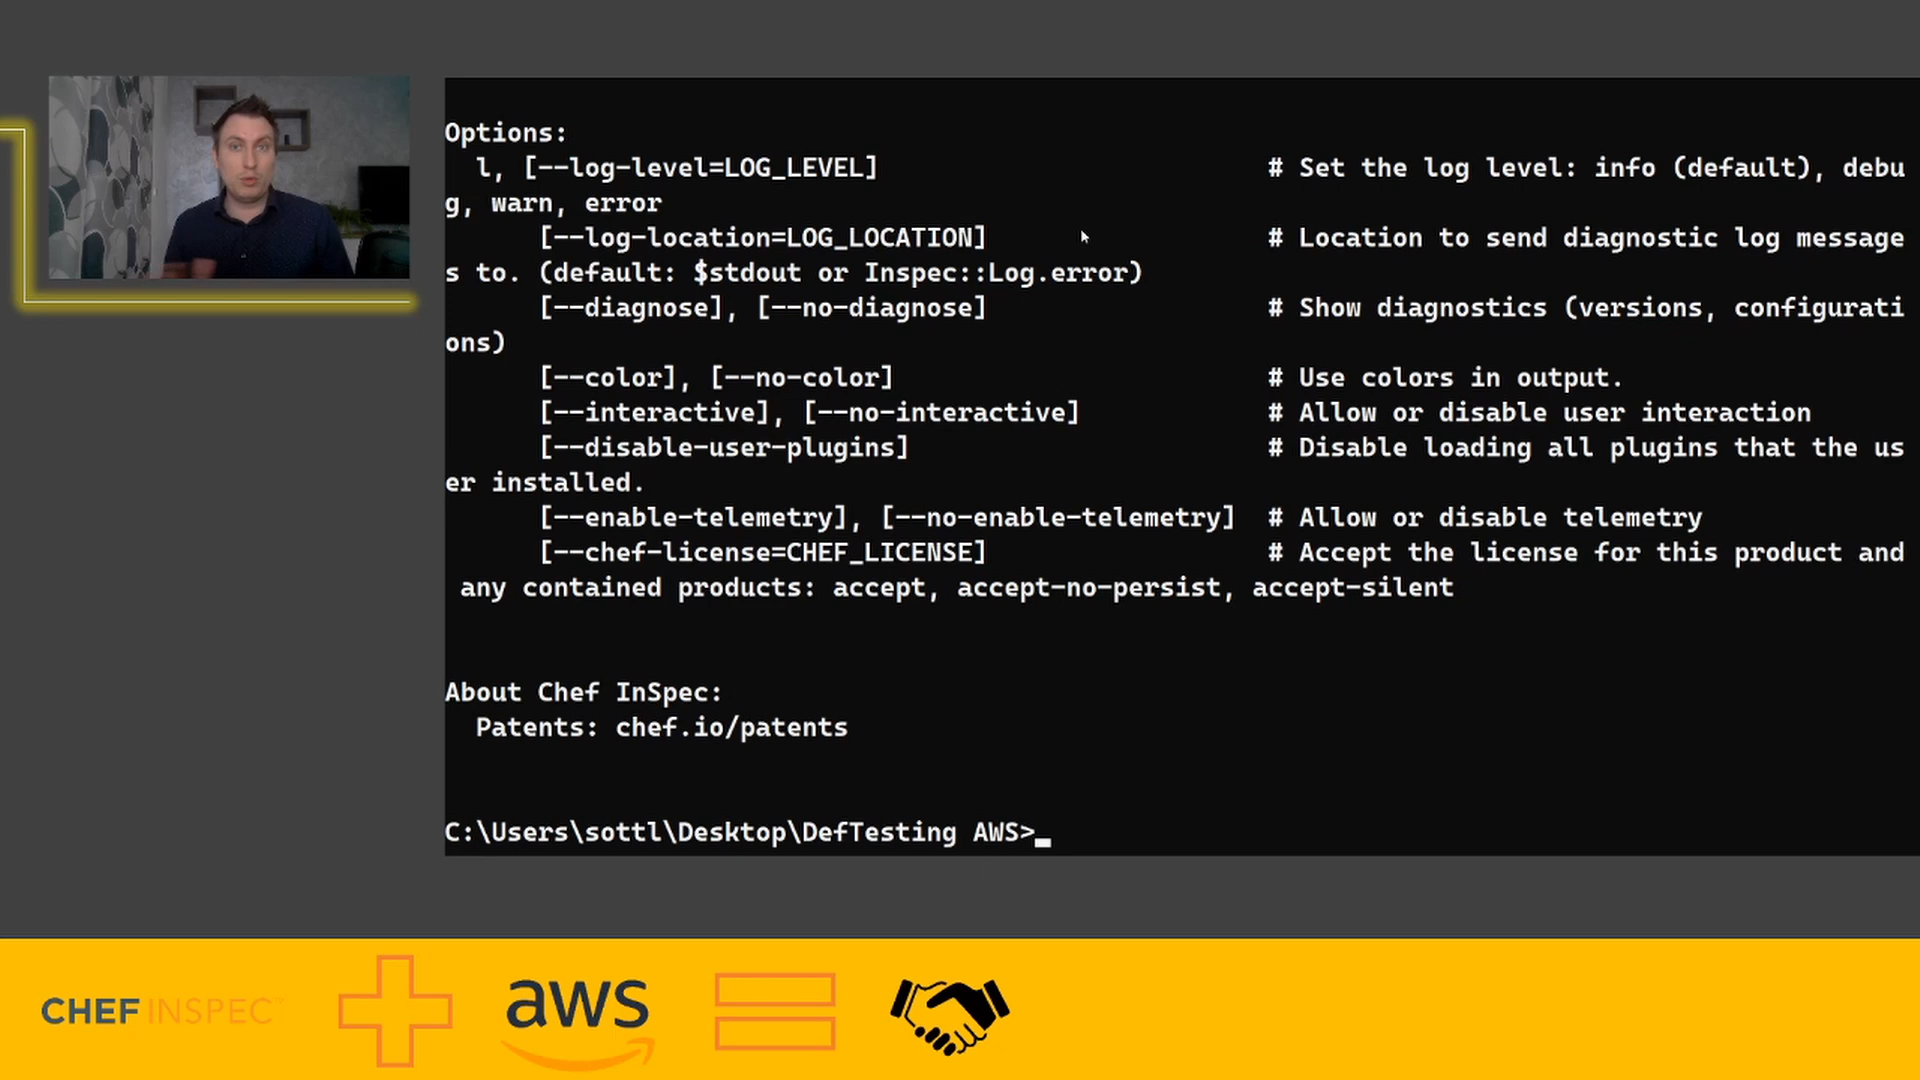 Options:
l, [--log-level=LOG_LEVEL] # Set the log level: info (default), debu
g, warn, error
[--log-location=LOG_LOCATION] # Location to send diagnostic log message
s to. (default: $stdout or Inspec::Log.error)
[--diagnose], [--no-diagnose] # Show diagnostics (versions, configurati
ons)
[--color], [--no-color] # Use colors in output.
[--interactive], [--no-interactive] # Allow or disable user interaction
[--disable-user-plugins] # Disable loading all plugins that the us
er installed.
[--enable-telemetry], [--no-enable-telemetry] # Allow or disable telemetry
[--chef-license=CHEF_LICENSE] # Accept the license for this product and
any contained products: accept, accept-no-persist, accept-silent
About Chef InSpec:
Patents: chef.io/patents
C:\Users\sottl\Desktop\DefTesting AWS>_
CHEF INSPEC™
aws